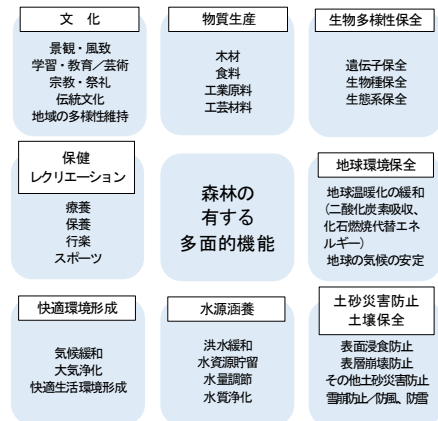 文 化
景観・風致
学習・教育／芸術
宗教・祭礼
伝統文化
地域の多様性維持
物質生産
木材
食料
工業原料
工芸材料
生物多様性保全
遺伝子保全
生物種保全
生態系保全
保健
レクリエーション
療養
保養
行楽
スポーツ
森林の
有する
多面的機能
地球環境保全
地球温暖化の緩和
(二酸化炭素吸収、
化石燃焼代替エネ
ルギー)
地球の気候の安定
快適環境形成
気候緩和
大気浄化
快適生活環境形成
水源涵養
洪水緩和
水資源貯留
水量調節
水質浄化
土砂災害防止
土壌保全
表面浸食防止
表層崩壊防止
その他土砂災害防止
雪崩防止／防風、防雪